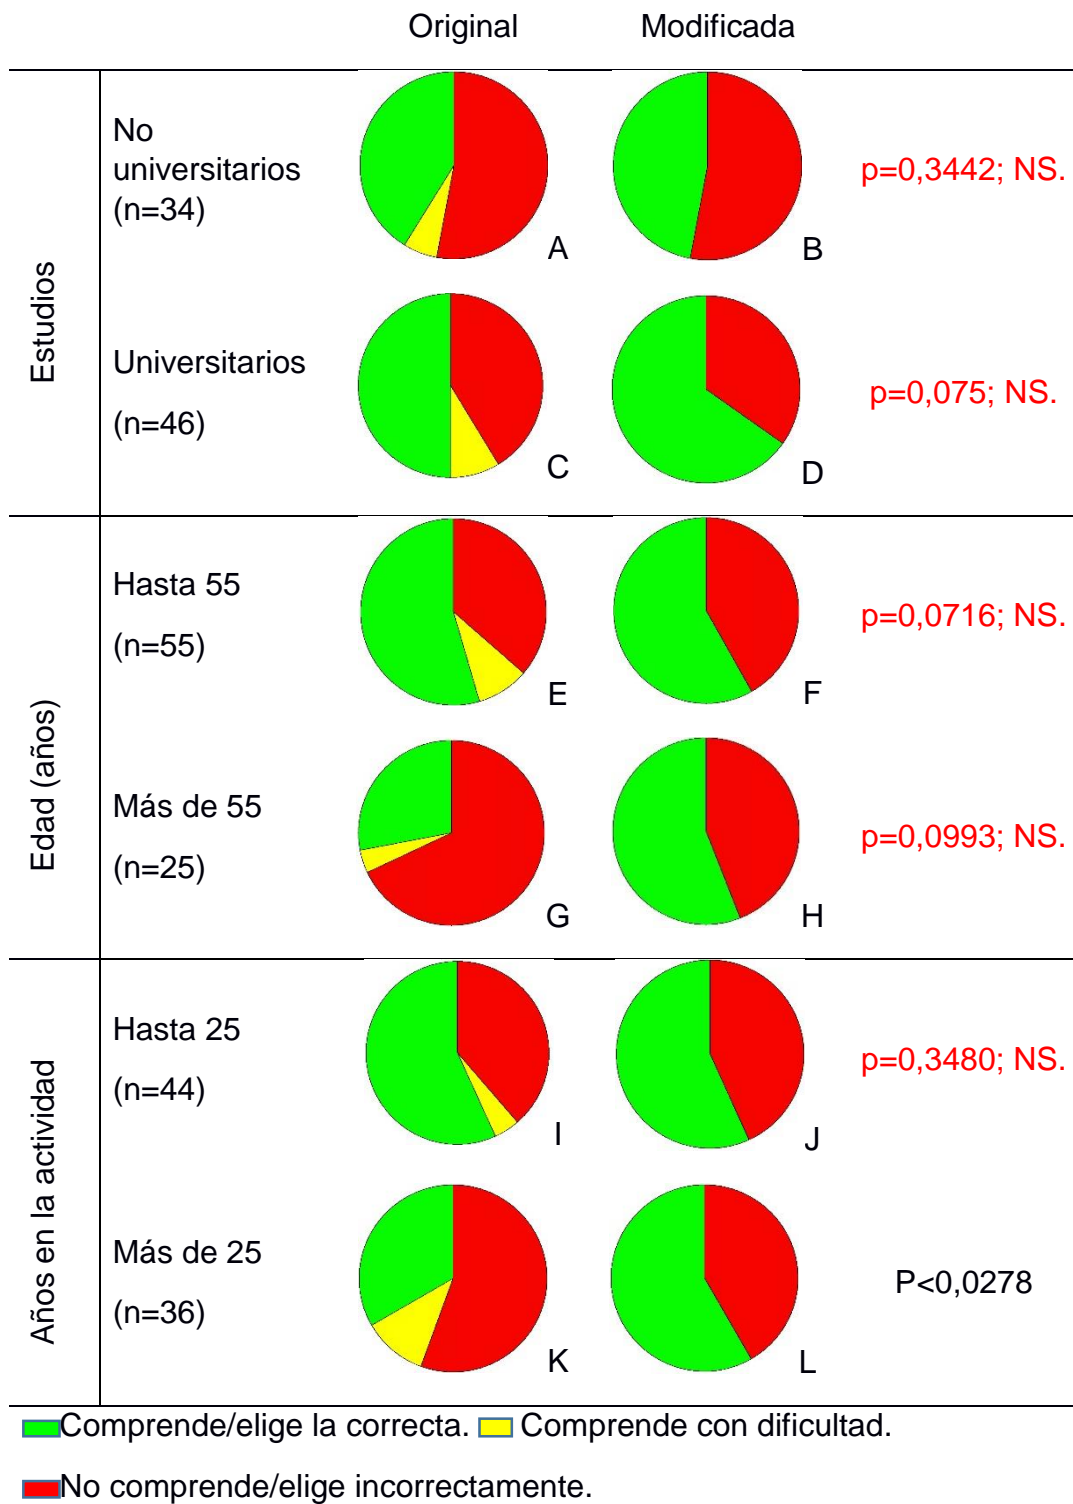 Original Modificada
Estudios
No
universitarios
(n=34)
A
B
p=0,3442; NS.
Universitarios
(n=46)
C
D
p=0,075; NS.
Edad (años)
Hasta 55
(n=55)
E
F
p=0,0716; NS.
Más de 55
(n=25)
G
H
p=0,0993; NS.
Años en la actividad
Hasta 25
(n=44)
I
J
p=0,3480; NS.
Más de 25
(n=36)
K
L
P<0,0278
Comprende/elige la correcta. Comprende con dificultad.
No comprende/elige incorrectamente.